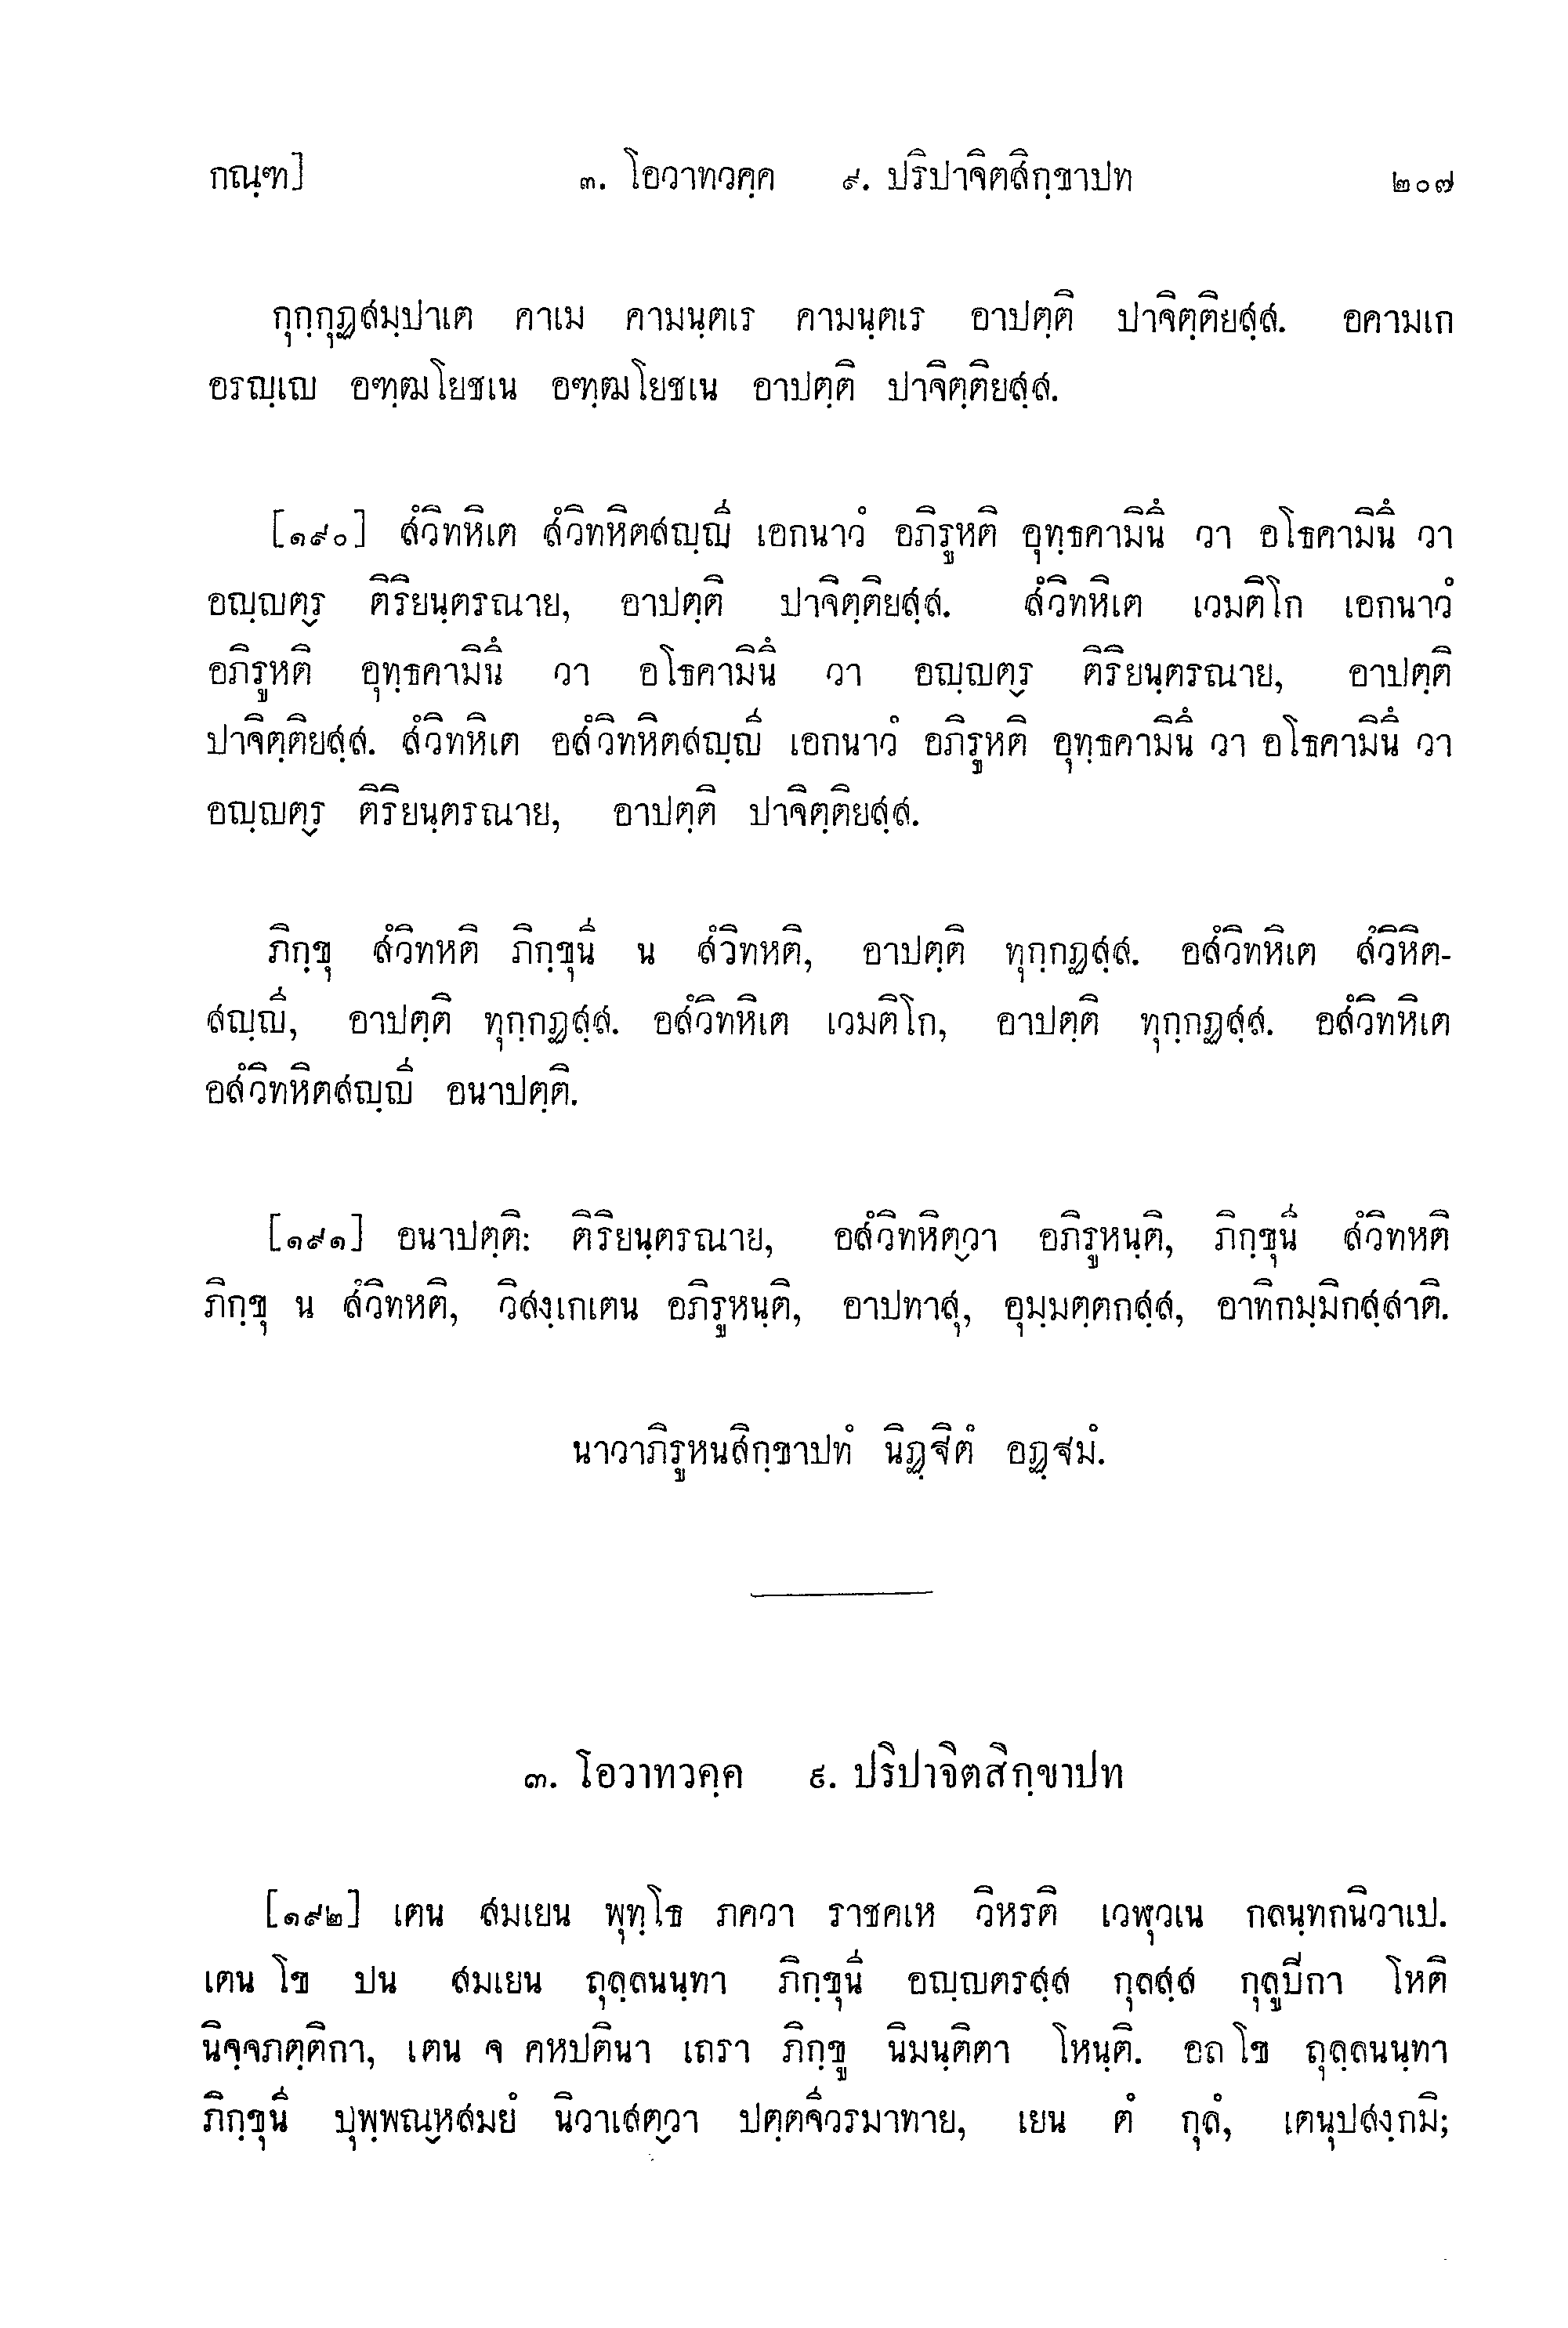 กณฺฑ] ๓. โอวาทวคฺค ๙. ปริปาจิตสิกฺขาปท ๒๐๗
กุกฺกุฏสมฺปาเต คาเม คามนฺตเร คามนฺตเร อาปตฺติ ปาจิตฺติยสฺส. อคามเก
อรญฺเญ อฑฺฒโยชเน อฑฺฒโยชเน อาปตฺติ ปาจิตฺติยสฺส.
[๑๙๐] สํวิทหิเต สํวิทหิตสญฺญี เอกนาวํ อภิรูหติ อุทฺธคามินึ วา อโธคามินึ วา
อญฺญตฺร ติริยนฺตรณาย, อาปตฺติ ปาจิตฺติยสฺส. สํวิทหิเต เวมติโก เอกนาวํ
อภิรูหติ อุทฺธคามินึ วา อโธคามินึ วา อญฺญตฺร ติริยนฺตรณาย, อาปตฺติ
ปาจิตฺติยสฺส. สํวิทหิเต อสํวิทหิตสญฺญี เอกนาวํ อภิรูหติ อุทฺธคามินึ วา อโธคามินึ วา
อญฺญตฺร ติริยนฺตรณาย, อาปตฺติ ปาจิตฺติยสฺส.
ภิกฺขุ สํวิทหติ ภิกฺขุนี น สํวิทหติ, อาปตฺติ ทุกฺกฏสฺส. อสํวิทหิเต สํวิหิต-
สญฺญี, อาปตฺติ ทุกฺกฏสฺส. อสํวิทหิเต เวมติโก, อาปตฺติ ทุกฺกฏสฺส. อสํวิทหิเต
อสํวิทหิตสญฺญี อนาปตฺติ.
[๑๙๑] อนาปตฺติ: ติริยนฺตรณาย, อสํวิทหิตฺวา อภิรูหนฺติ, ภิกฺขุนี สํวิทหติ
ภิกฺขุ น สํวิทหติ, วิสงฺเกเตน อภิรูหนฺติ, อาปทาสุ, อุมฺมตฺตกสฺส, อาทิกมฺมิกสฺสาติ.
นาวาภิรูหนสิกฺขาปทํ นิฏฺฐิตํ อฏฺฐมํ.
๓. โอวาทวคฺค ๙. ปริปาจิตสิกฺขาปท
[๑๙๒] เตน สมเยน พุทฺโธ ภควา ราชคเห วิหรติ เวฬุวเน กลนฺทกนิวาเป.
เตน โข ปน สมเยน ถุลฺลนนฺทา ภิกฺขุนี อญฺญตรสฺส กุลสฺส กุลูปิกา โหติ
นิจฺจภตฺติกา, เตน จ คหปตินา เถรา ภิกฺขู นิมนฺติตา โหนฺติ. อถ โข ถุลฺลนนฺทา
ภิกฺขุนี ปุพฺพณฺหสมยํ นิวาเสตฺวา ปตฺตจีวรมาทาย, เยน ตํ กุลํ, เตนุปสงฺกมิ;